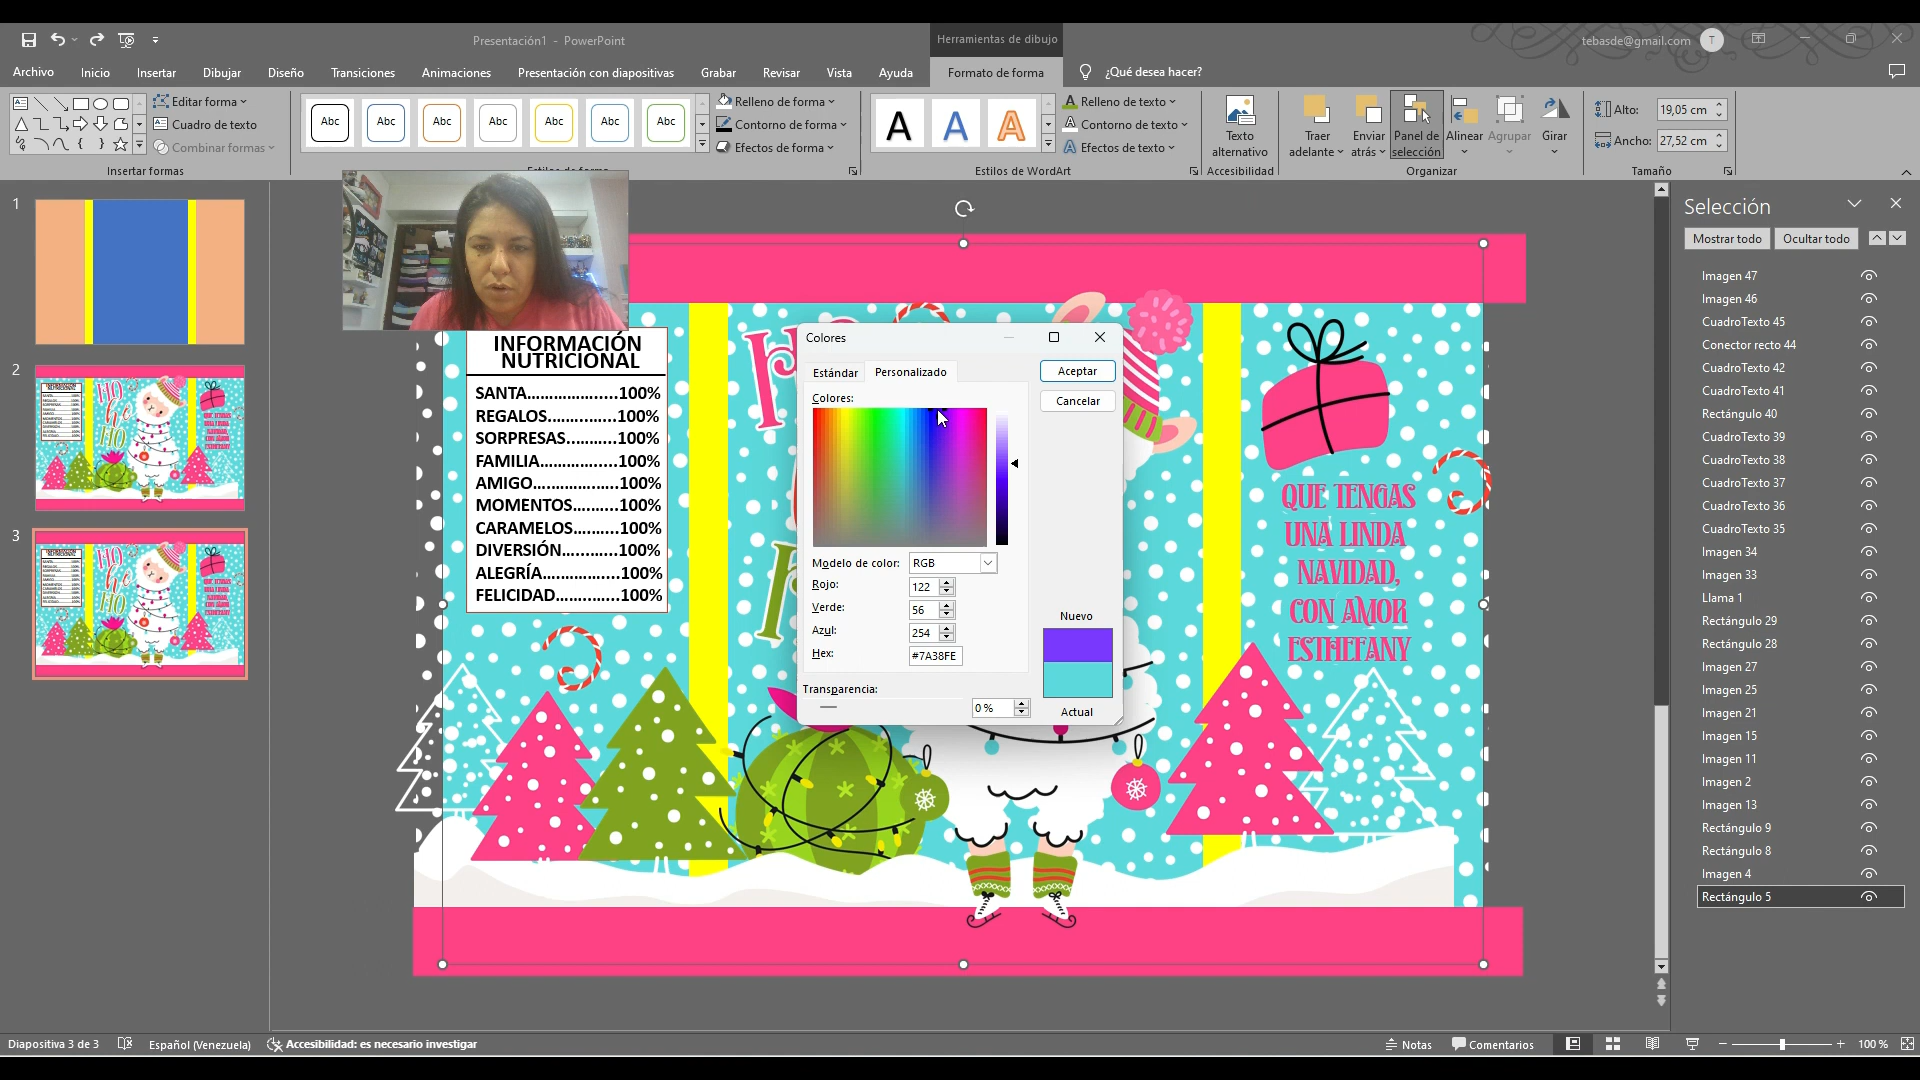 Presentación1 - PowerPoint
Herramientas de dibujo
tebasde@gmail.com
T
Archivo
Inicio
Insertar
Dibujar
Diseño
Transiciones
Animaciones
Presentación con diapositivas
Grabar
Revisar
Vista
Ayuda
Formato de forma
¿Qué desea hacer?
Editar forma
Cuadro de texto
Combinar formas
Insertar formas
Abc
Abc
Abc
Abc
Abc
Abc
Abc
Relleno de forma
Contorno de forma
Efectos de forma
A
A
A
Relleno de texto
Contorno de texto
Efectos de texto
Estilos de WordArt
Texto
alternativo
Accesibilidad
Traer
adelante
Enviar
atrás
Panel de
selección
Alinear
Agrupar
Girar
Organizar
Alto:
19,05 cm
Ancho:
27,52 cm
Tamaño
1
2
3
INFORMACIÓN
NUTRICIONAL
SANTA...................100%
REGALOS...............100%
SORPRESAS...........100%
FAMILIA.................100%
AMIGO..................100%
MOMENTOS..........100%
CARAMELOS..........100%
DIVERSIÓN............100%
ALEGRÍA.................100%
FELICIDAD..............100%
QUE TENGAS
UNA LINDA
NAVIDAD,
CON AMOR
ESTHEFANY
Colores
Estándar
Personalizado
Aceptar
Cancelar
Colores:
Modelo de color:
RGB
Rojo:
122
Verde:
56
Azul:
254
Hex:
#7A38FE
Transparencia:
0 %
Nuevo
Actual
Selección
Mostrar todo
Ocultar todo
Imagen 47
Imagen 46
CuadroTexto 45
Conector recto 44
CuadroTexto 42
CuadroTexto 41
Rectángulo 40
CuadroTexto 39
CuadroTexto 38
CuadroTexto 37
CuadroTexto 36
CuadroTexto 35
Imagen 34
Imagen 33
Llama 1
Rectángulo 29
Rectángulo 28
Imagen 27
Imagen 25
Imagen 21
Imagen 15
Imagen 11
Imagen 2
Imagen 13
Rectángulo 9
Rectángulo 8
Imagen 4
Rectángulo 5
Diapositiva 3 de 3
Español (Venezuela)
Accesibilidad: es necesario investigar
Notas
Comentarios
100 %